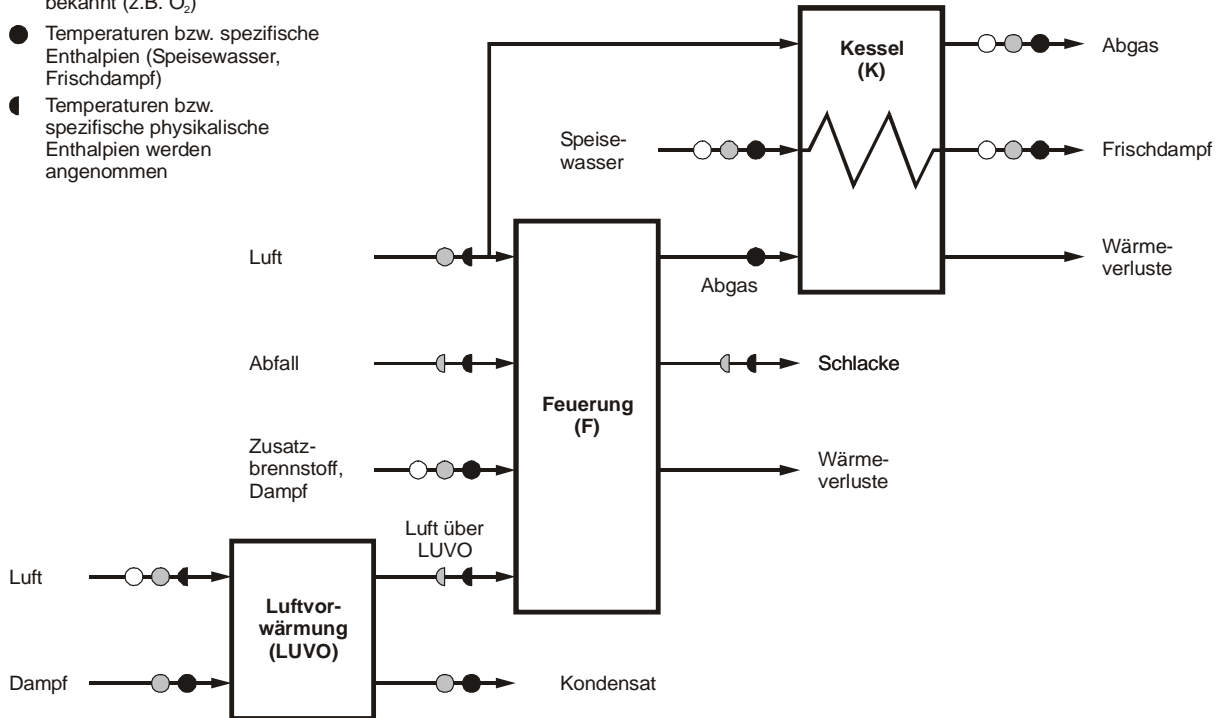 bekannt (z.B. O₂)
Temperaturen bzw. spezifische
Enthalpien (Speisewasser,
Frischdampf)
Temperaturen bzw.
spezifische physikalische
Enthalpien werden
angenommen
Kessel
(K)
Abgas
Speise-
wasser
Frischdampf
Luft
Abgas
Wärme-
verluste
Abfall
Schlacke
Feuerung
(F)
Zusatz-
brennstoff,
Dampf
Wärme-
verluste
Luft über
LUVO
Luft
Luftvor-
wärmung
(LUVO)
Dampf
Kondensat